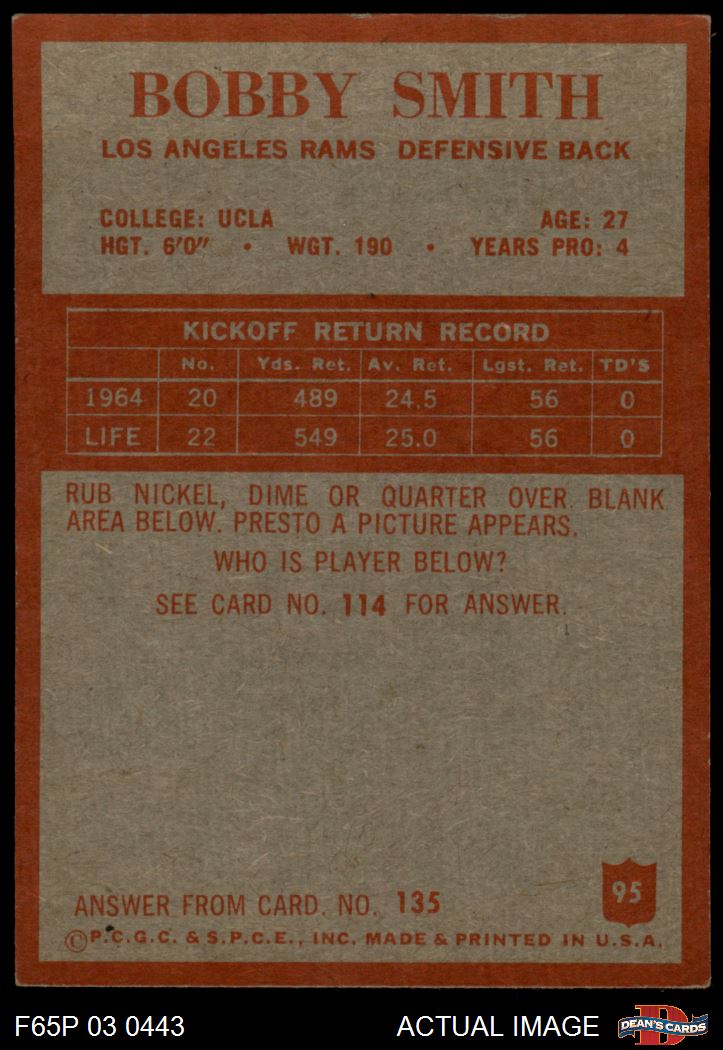 BOBBY SMITH
LOS ANGELES RAMS DEFENSIVE BACK
COLLEGE: UCLA AGE: 27
HGT. 6'0" • WGT. 190 • YEARS PRO: 4
KICKOFF RETURN RECORD
No. Yds. Ret. Av. Ret. Lgst. Ret. TD'S
1964 20 489 24.5 56 0
LIFE 22 549 25.0 56 0
RUB NICKEL, DIME OR QUARTER OVER BLANK
AREA BELOW. PRESTO A PICTURE APPEARS.
WHO IS PLAYER BELOW?
SEE CARD NO. 114 FOR ANSWER.
95
ANSWER FROM CARD. NO. 135
©P.C.G.C. & S.P.C.E., INC. MADE & PRINTED IN U.S.A.
F65P 03 0443 ACTUAL IMAGE D DEAN'S CARDS